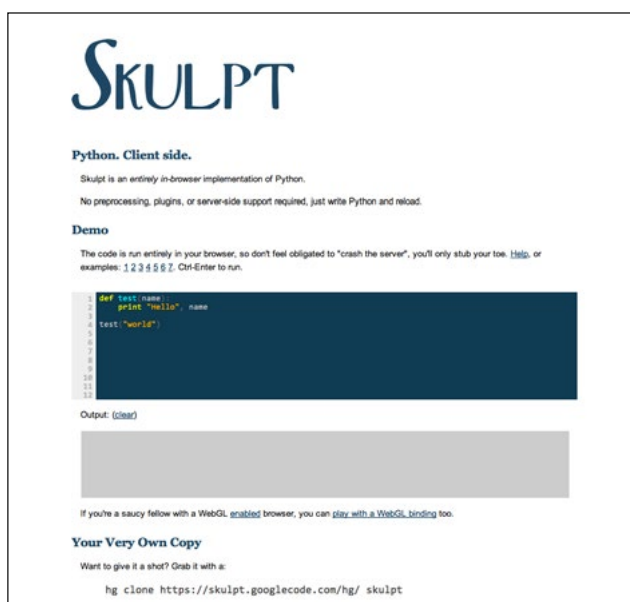 SKULPT
Python. Client side.
Skulpt is an entirely in-browser implementation of Python.
No preprocessing, plugins, or server-side support required, just write Python and reload.
Demo
The code is run entirely in your browser, so don't feel obligated to "crash the server", you'll only stub your toe. Help, or
examples: 1 2 3 4 5 6 7. Ctrl-Enter to run.
1 def test(name):
2 print "Hello", name
3
4 test("world")
5
6
7
8
9
10
11
12
Output: (clear)
If you're a saucy fellow with a WebGL enabled browser, you can play with a WebGL binding too.
Your Very Own Copy
Want to give it a shot? Grab it with a:
hg clone https://skulpt.googlecode.com/hg/ skulpt